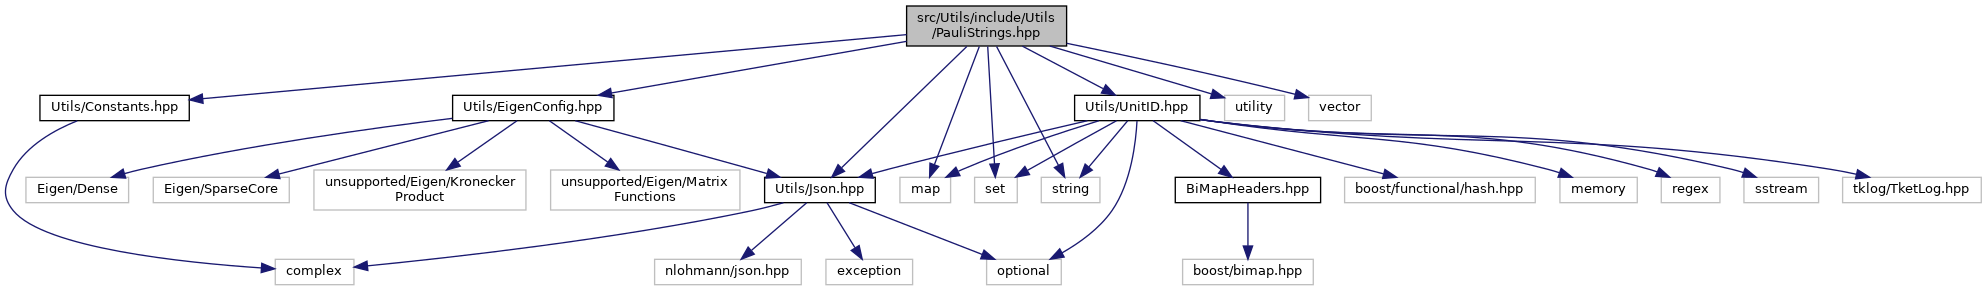 src/Utils/include/Utils
/PauliStrings.hpp
Utils/Constants.hpp
Utils/EigenConfig.hpp
Utils/UnitID.hpp
utility
vector
Eigen/Dense
Eigen/SparseCore
unsupported/Eigen/Kronecker
Product
unsupported/Eigen/Matrix
Functions
Utils/Json.hpp
map
set
string
BiMapHeaders.hpp
boost/functional/hash.hpp
memory
regex
sstream
tklog/TketLog.hpp
complex
nlohmann/json.hpp
exception
optional
boost/bimap.hpp